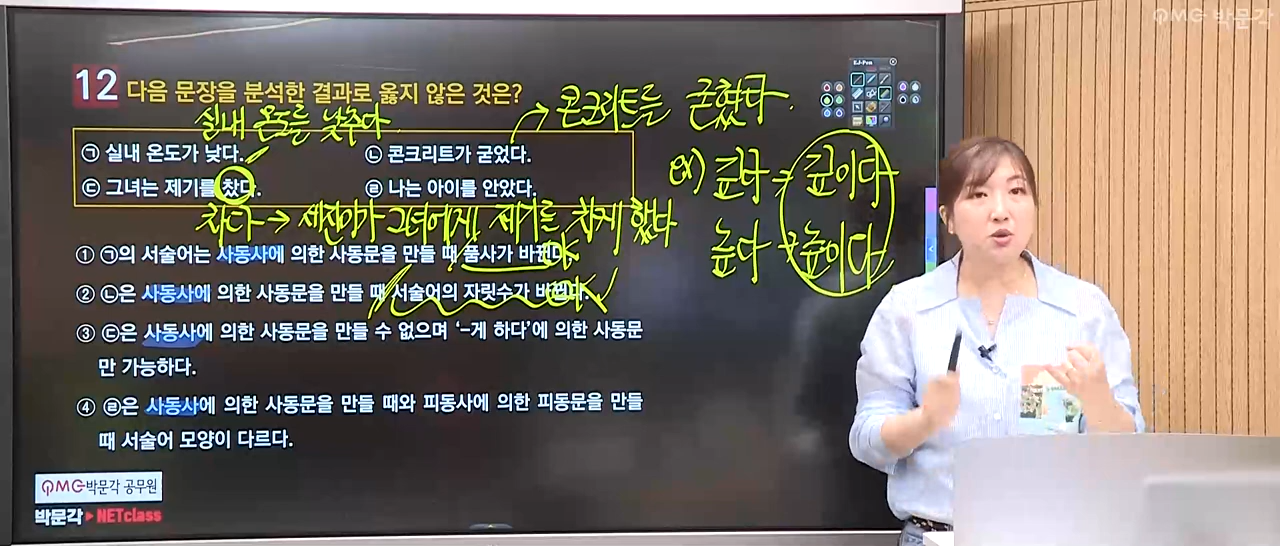 박문각
12 다음 문장을 분석한 결과로 옳지 않은 것은?
실내 온도를 낮추다.
→ 콘크리트를 굳혔다.
㉠ 실내 온도가 낮다.
㉡ 콘크리트가 굳었다.
㉢ 그녀는 제기를 찼다.
㉣ 나는 아이를 안았다.
ex) 깊다 → 깊이다
높다 → 높이다
차다 → 세진이가 그녀에게 제기를 차게 했다
① ㉠의 서술어는 사동사에 의한 사동문을 만들 때 품사가 바뀐다.
② ㉡은 사동사에 의한 사동문을 만들 때 서술어의 자릿수가 바뀐다.
③ ㉢은 사동사에 의한 사동문을 만들 수 없으며 '-게 하다'에 의한 사동문
만 가능하다.
④ ㉣은 사동사에 의한 사동문을 만들 때와 피동사에 의한 피동문을 만들
때 서술어 모양이 다르다.
PMG박문각 공무원
박문각 ▶ NETclass
EJ-Pen